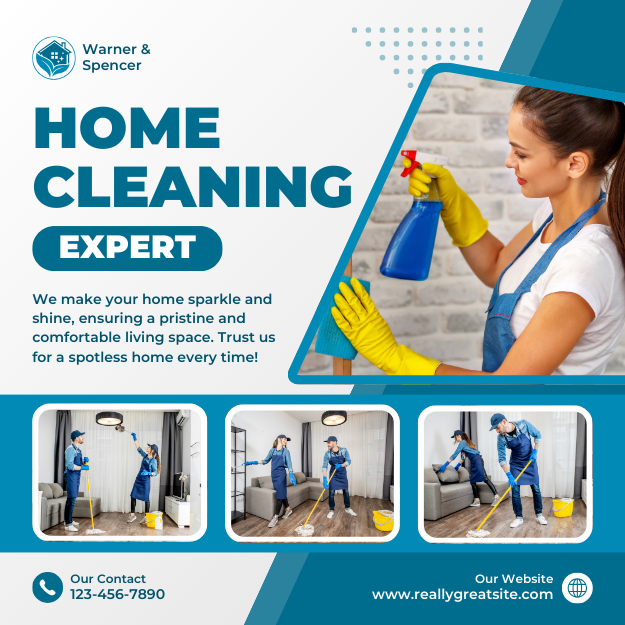 Warner &
Spencer
HOME
CLEANING
EXPERT
We make your home sparkle and
shine, ensuring a pristine and
comfortable living space. Trust us
for a spotless home every time!
Our Contact
123-456-7890
Our Website
www.reallygreatsite.com